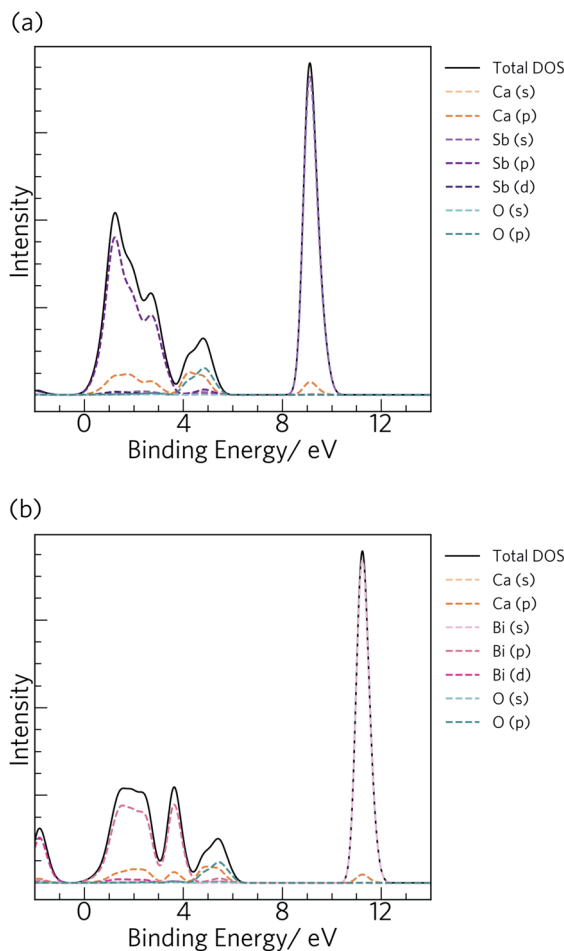 (a)
Intensity
Total DOS
Ca (s)
Ca (p)
Sb (s)
Sb (p)
Sb (d)
O (s)
O (p)
0 4 8 12
Binding Energy/ eV
(b)
Intensity
Total DOS
Ca (s)
Ca (p)
Bi (s)
Bi (p)
Bi (d)
O (s)
O (p)
0 4 8 12
Binding Energy/ eV